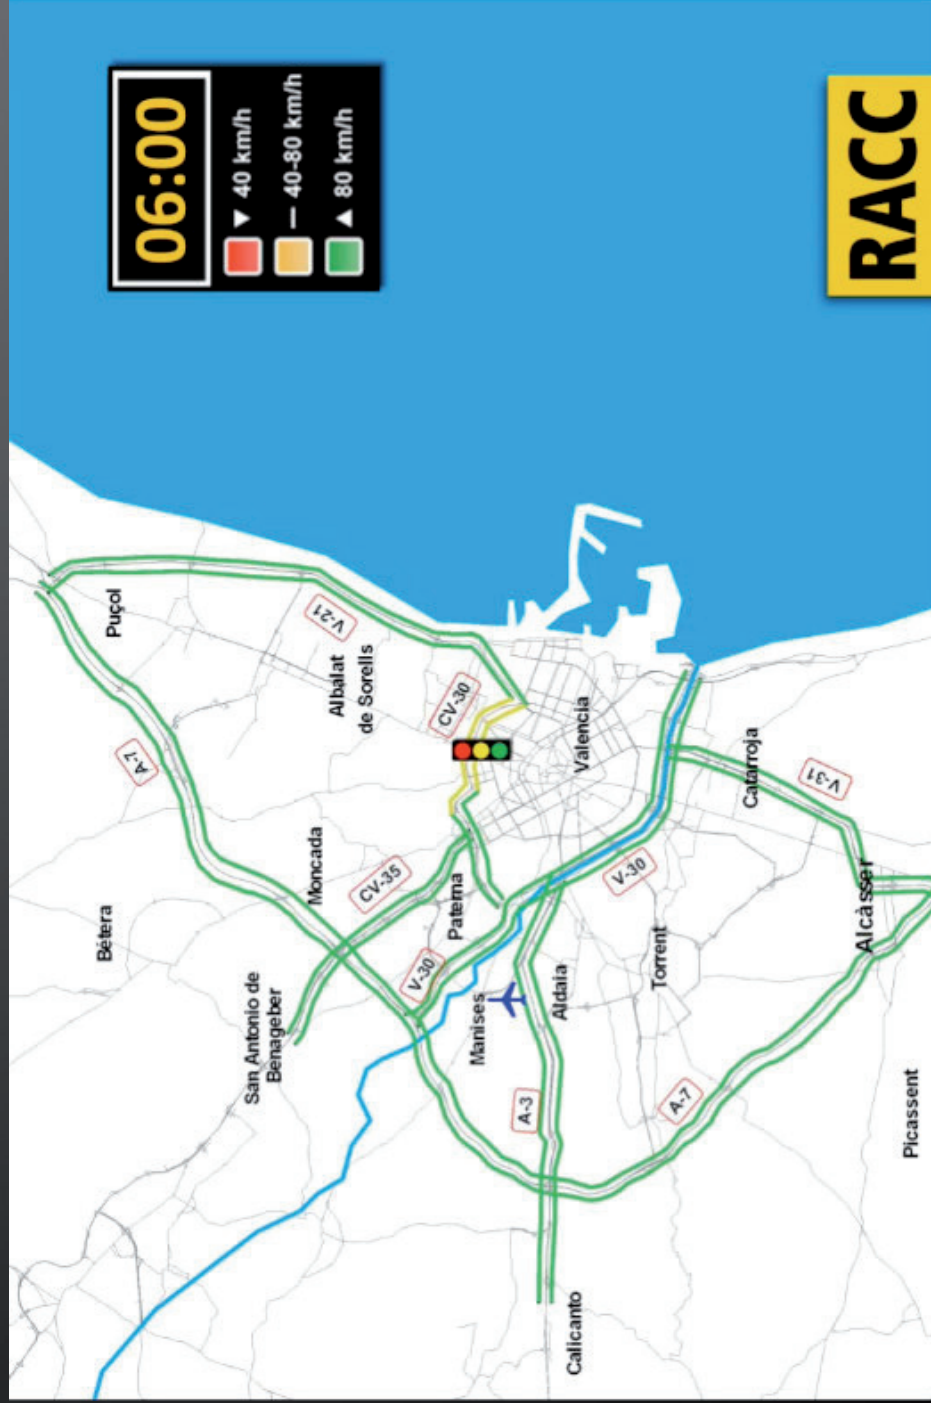 06:00
▼ 40 km/h
— 40-80 km/h
▲ 80 km/h
RACC
Puçol
V-21
Albalat
de Sorells
CV-30
A-7
Valencia
Catarroja
V-31
Moncada
CV-35
Paterna
V-30
Bétera
Alcàsser
San Antonio de
Benageber
V-30
Manises
Aldaia
Torrent
A-3
A-7
Picassent
Calicanto